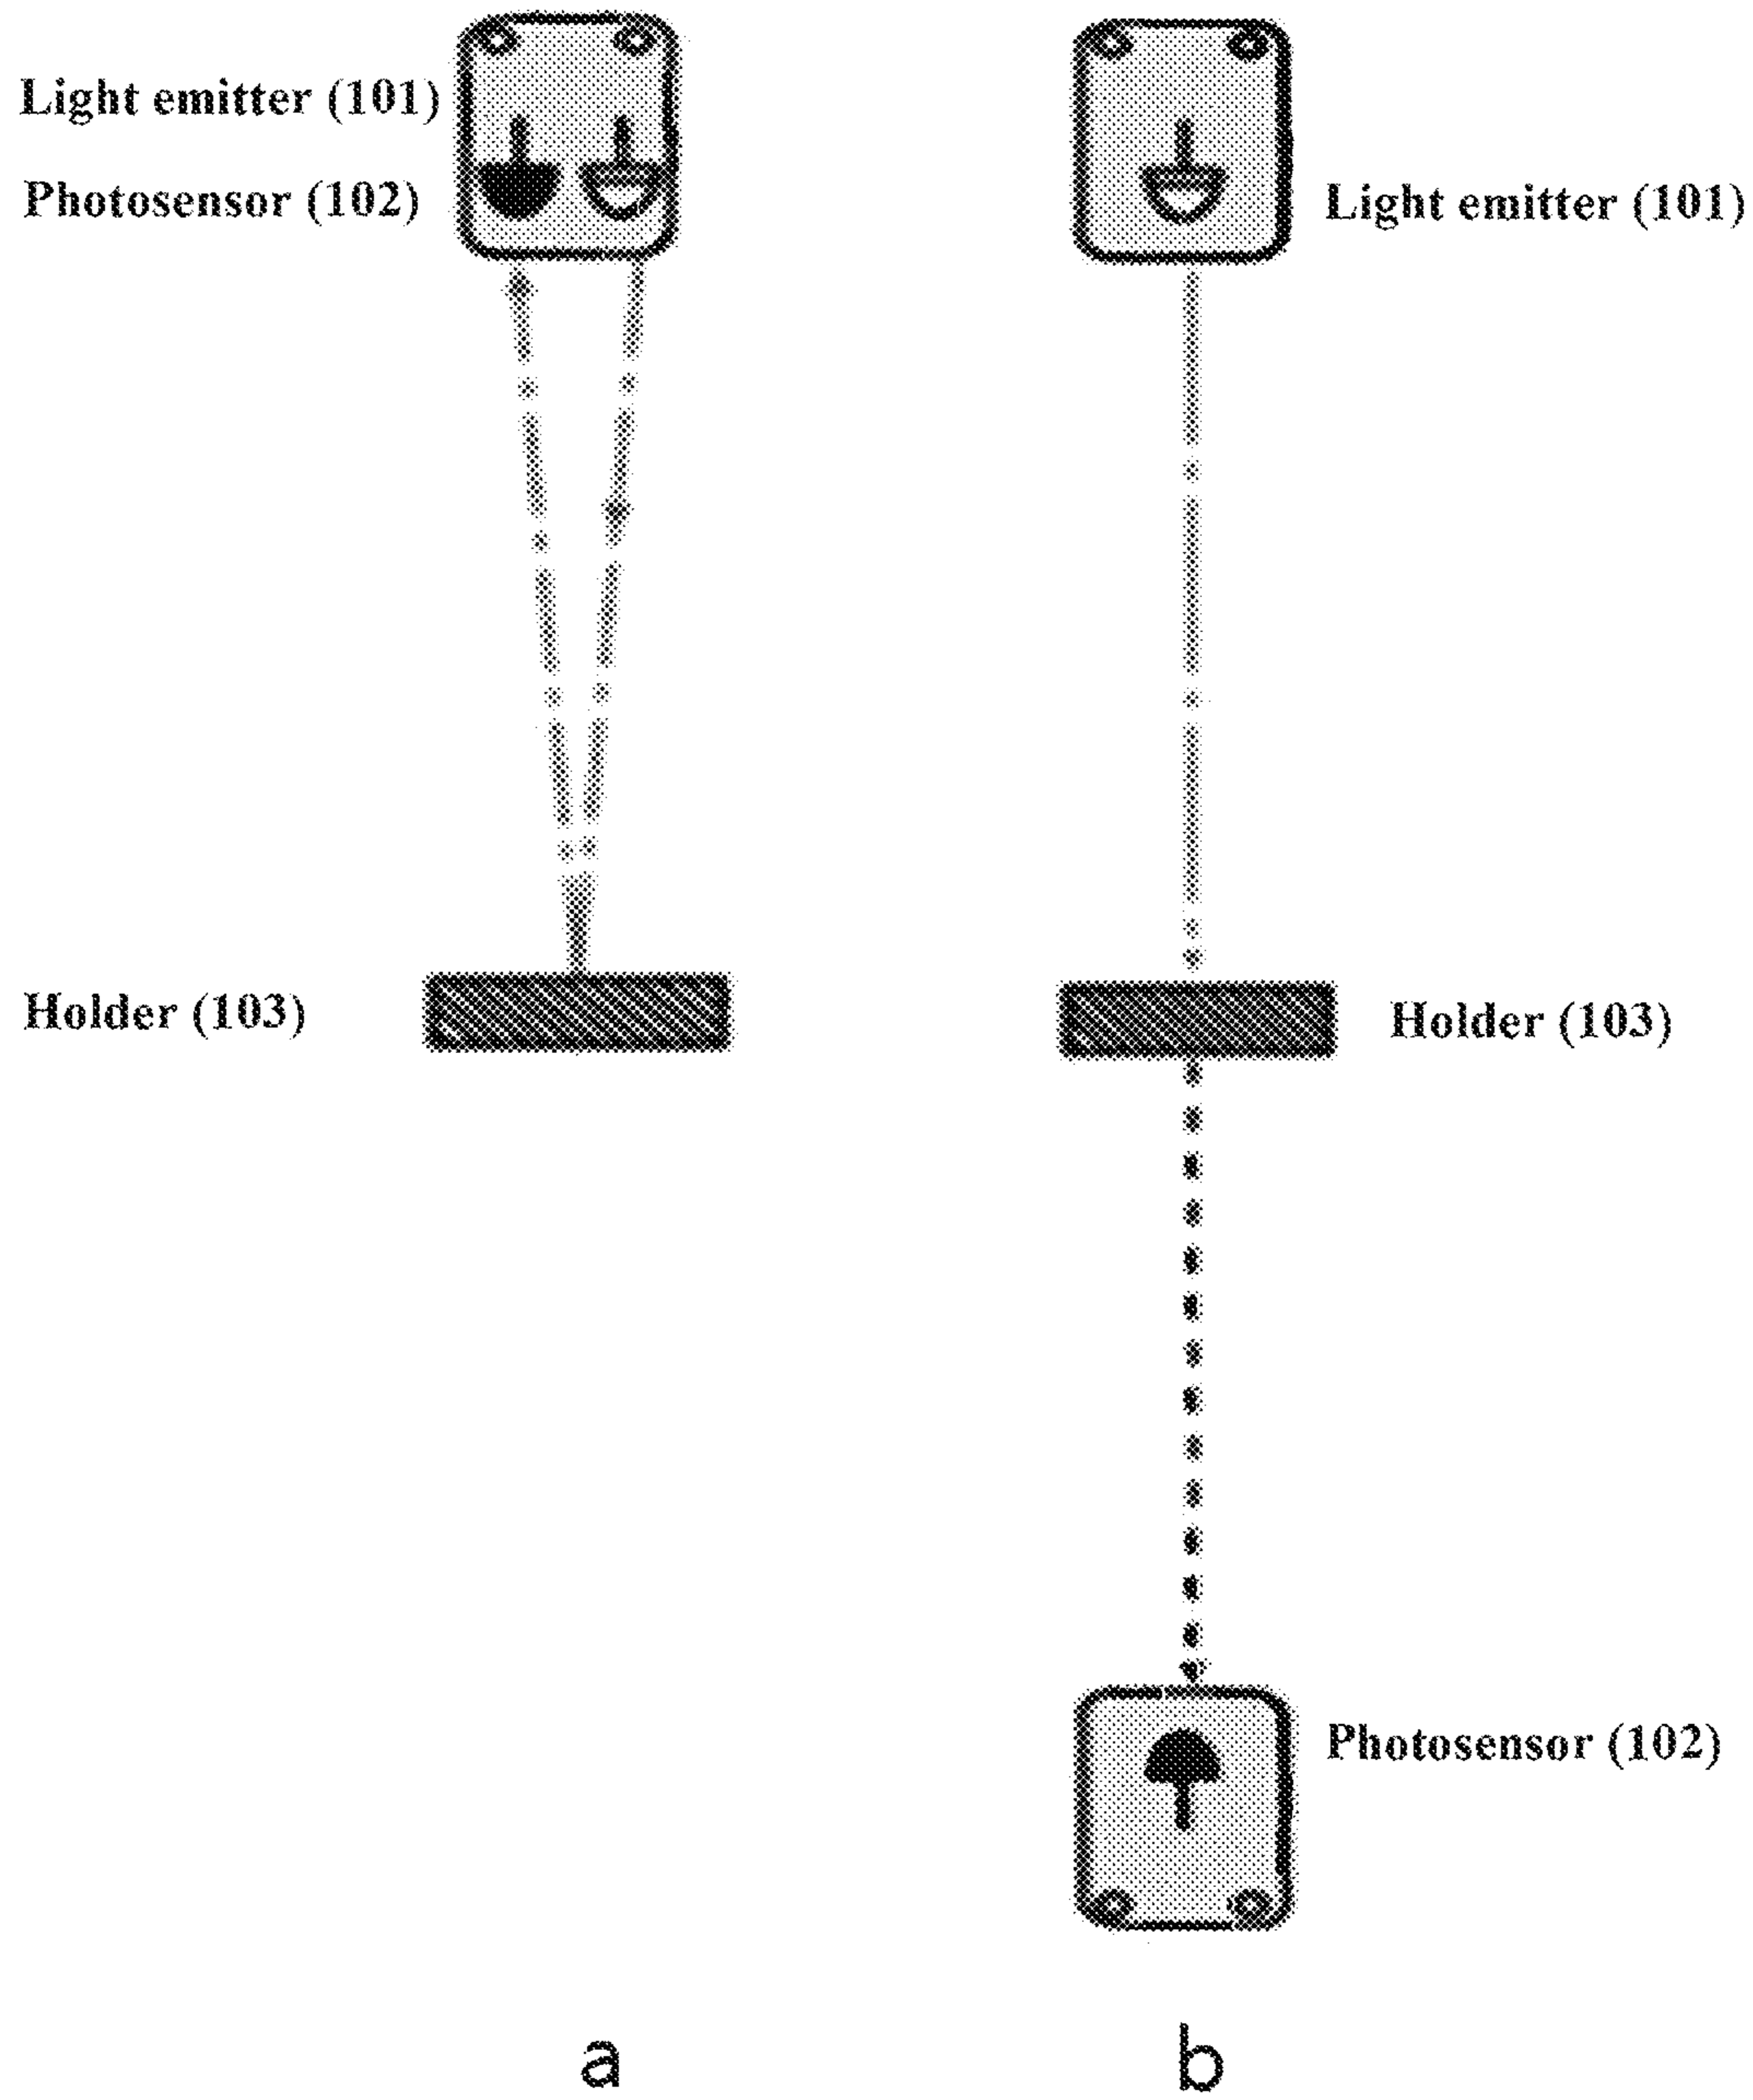 Light emitter (101)
Photosensor (102)
Light emitter (101)
Holder (103)
Holder (103)
Photosensor (102)
a
b